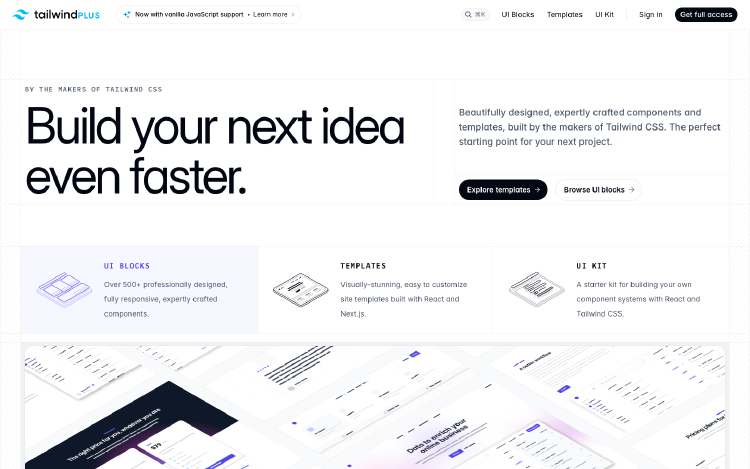 tailwindPLUS
Now with vanilla JavaScript support • Learn more
⌘K
UI Blocks
Templates
UI Kit
Sign in
Get full access
BY THE MAKERS OF TAILWIND CSS
Build your next idea
even faster.
Beautifully designed, expertly crafted components and
templates, built by the makers of Tailwind CSS. The perfect
starting point for your next project.
Explore templates
Browse UI blocks
UI BLOCKS
Over 500+ professionally designed,
fully responsive, expertly crafted
components.
TEMPLATES
Visually-stunning, easy to customize
site templates built with React and
Next.js.
UI KIT
A starter kit for building your own
component systems with React and
Tailwind CSS.
a better workflow
The right price for you, whoever you are
$79
Data to enrich your
online business
Pricing plans for